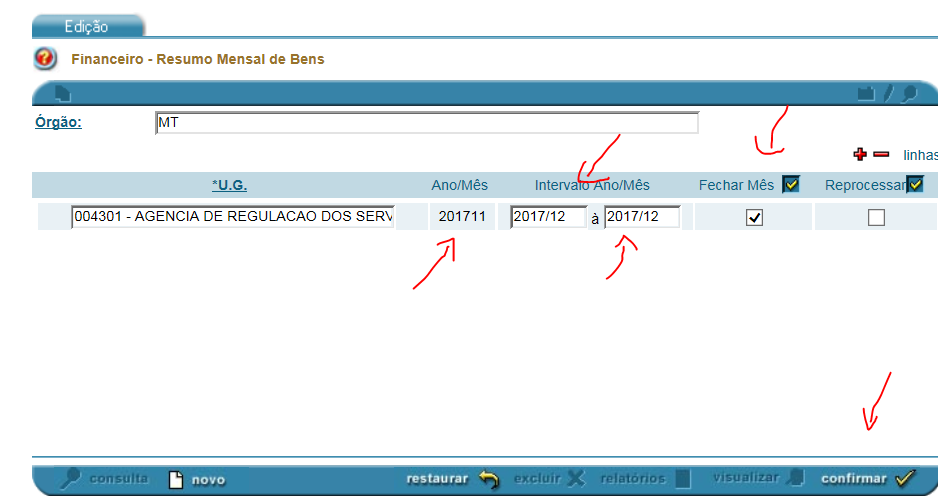 Edição
Financeiro - Resumo Mensal de Bens
Órgão: MT
linhas
*U.G. Ano/Mês Intervalo Ano/Mês Fechar Mês Reprocessar
004301 - AGENCIA DE REGULACAO DOS SERV 201711 2017/12 à 2017/12
consulta novo restaurar excluir relatórios visualizar confirmar